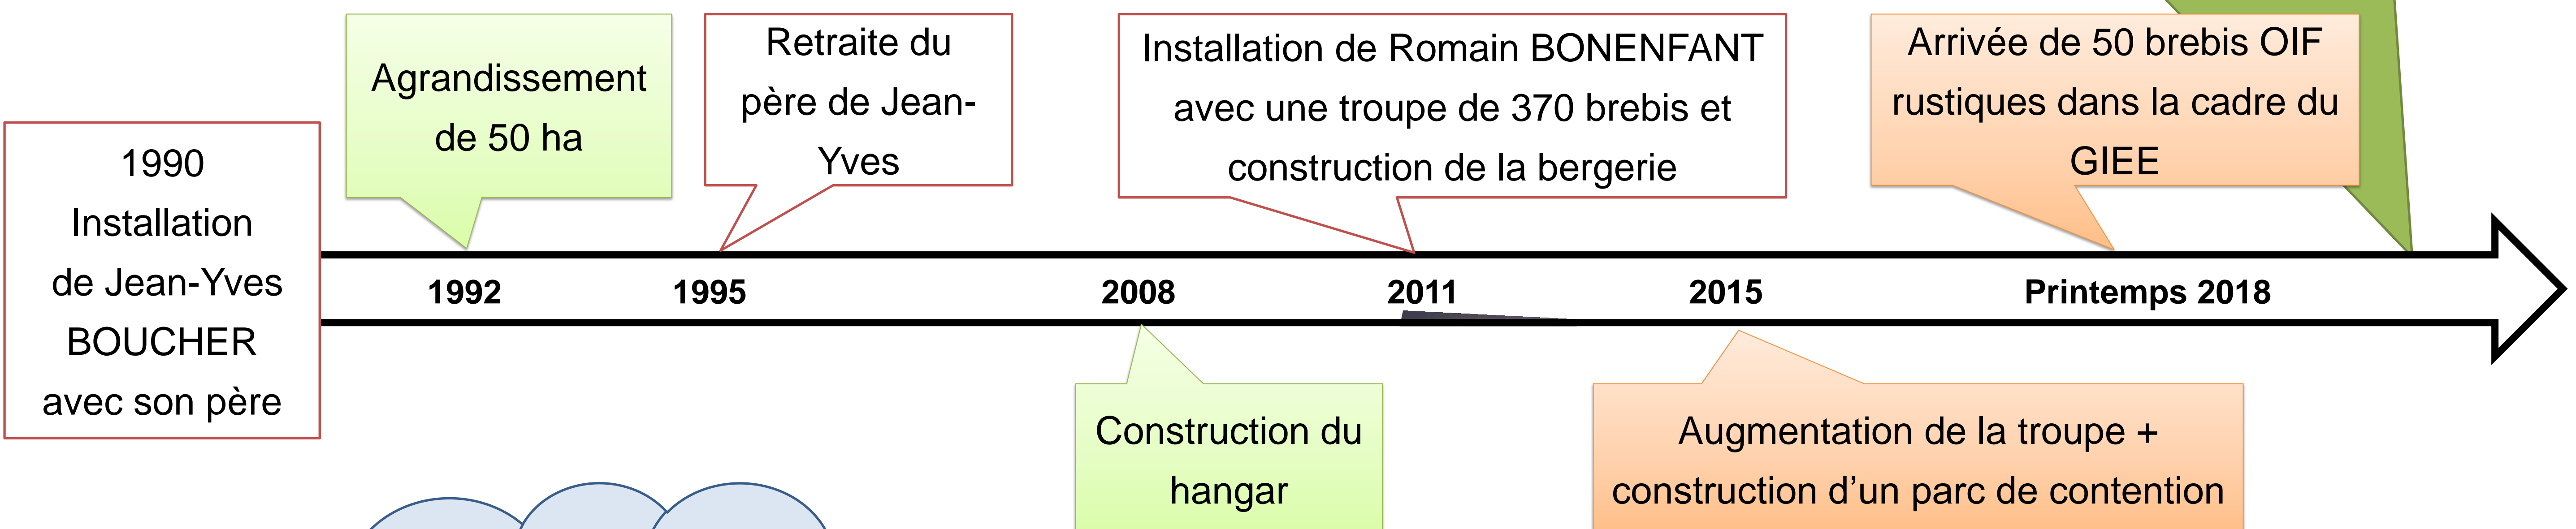 1990
Installation
de Jean-Yves
BOUCHER
avec son père
Agrandissement
de 50 ha
Retraite du
père de Jean-
Yves
Installation de Romain BONENFANT
avec une troupe de 370 brebis et
construction de la bergerie
Arrivée de 50 brebis OIF
rustiques dans la cadre du
GIEE
1992
1995
2008
2011
2015
Printemps 2018
Construction du
hangar
Augmentation de la troupe +
construction d'un parc de contention